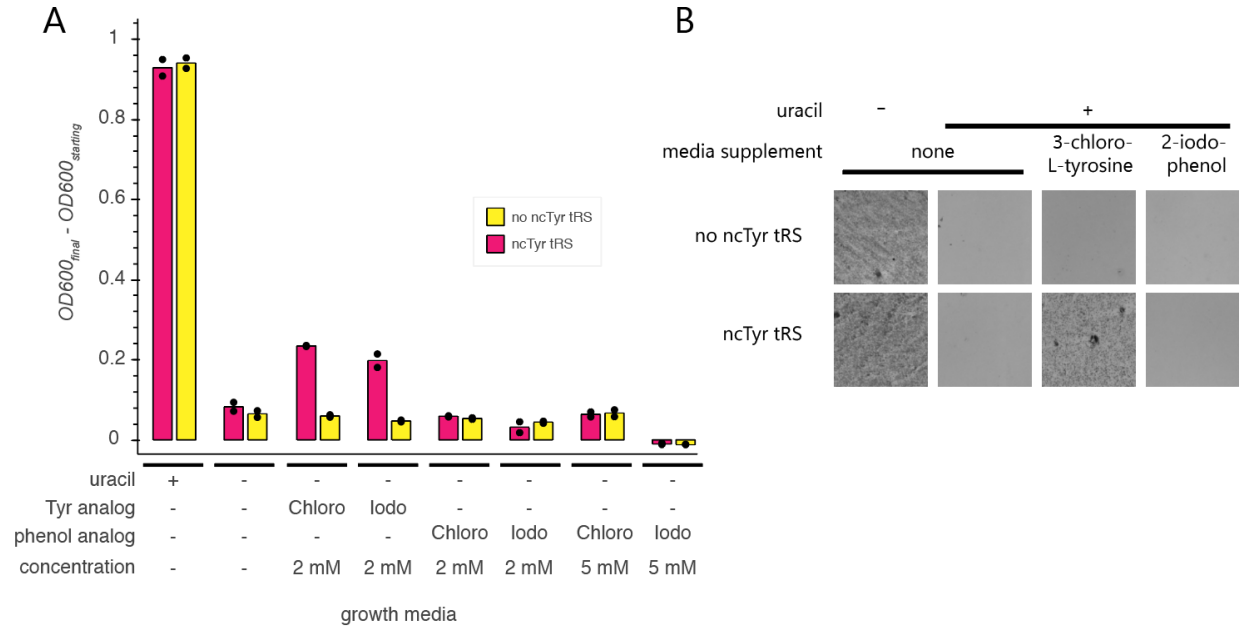 A
B
1
0.8
0.6
0.4
0.2
0
OD600final - OD600starting
no ncTyr tRS
ncTyr tRS
uracil + - - - - - - -
Tyr analog - - Chloro Iodo - - - -
phenol analog - - - - Chloro Iodo Chloro Iodo
concentration - - 2 mM 2 mM 2 mM 2 mM 5 mM 5 mM
growth media
uracil - +
media supplement none 3-chloro-L-tyrosine 2-iodo-phenol
no ncTyr tRS
ncTyr tRS